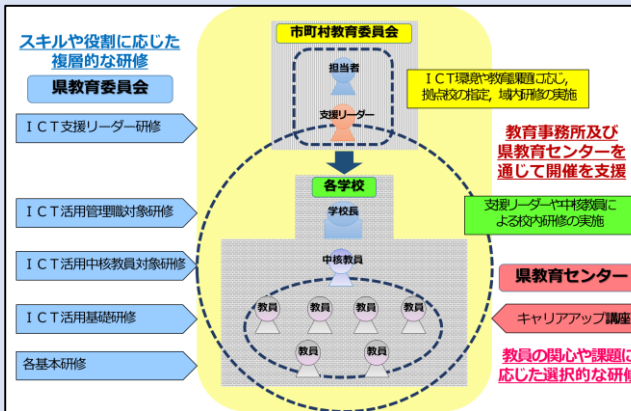 スキルや役割に応じた
複層的な研修
県教育委員会
ICT支援リーダー研修
ICT活用管理職対象研修
ICT活用中核教員対象研修
ICT活用基礎研修
各基本研修
市町村教育委員会
担当者
支援リーダー
各学校
学校長
中核教員
教員 教員 教員 教員
教員 教員
ICT環境や教育課題に応じ,
拠点校の指定, 域内研修の実施
教育事務所及び
県教育センターを
通じて開催を支援
支援リーダーや中核教員に
よる校内研修の実施
県教育センター
キャリアアップ講座
教員の関心や課題に
応じた選択的な研修